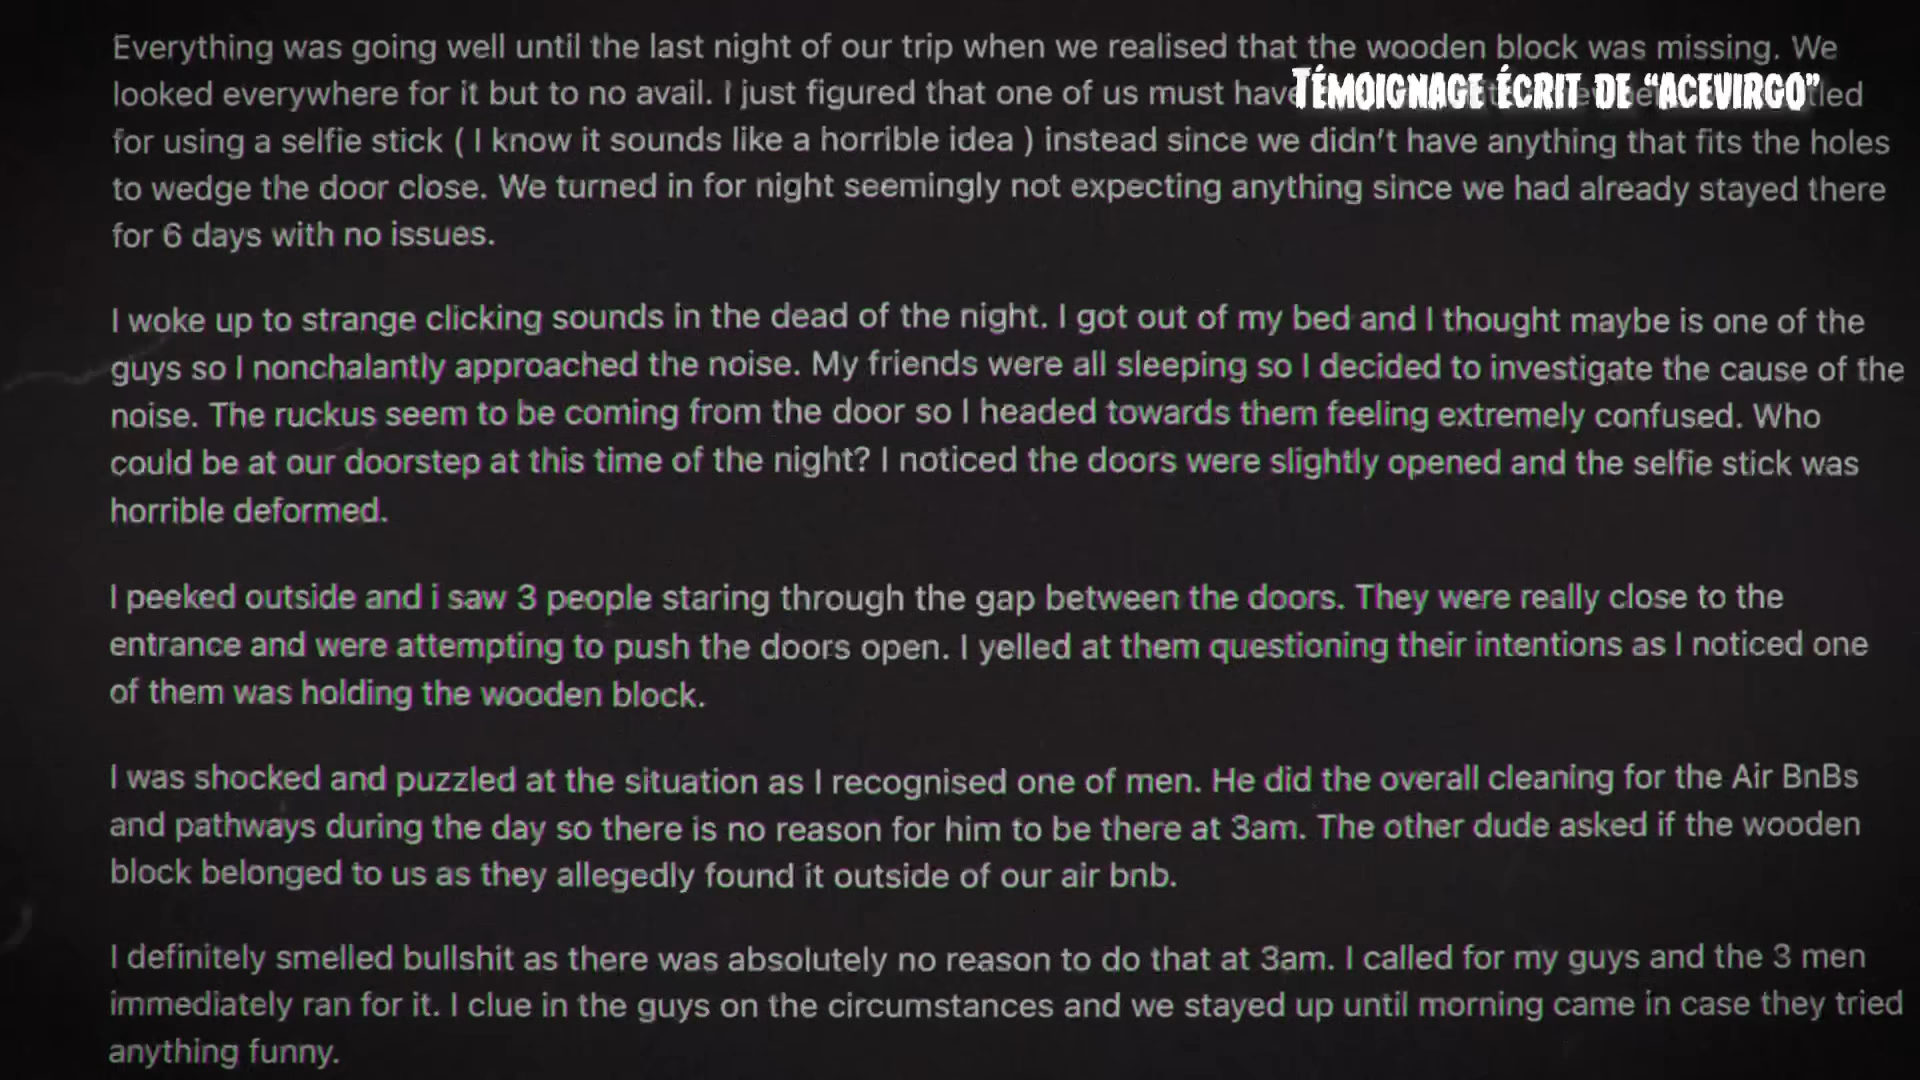 Everything was going well until the last night of our trip when we realised that the wooden block was missing. We
looked everywhere for it but to no avail. I just figured that one of us must have
TÉMOIGNAGE ÉCRIT DE “ACEVIRGO”
for using a selfie stick ( I know it sounds like a horrible idea ) instead since we didn’t have anything that fits the holes
to wedge the door close. We turned in for night seemingly not expecting anything since we had already stayed there
for 6 days with no issues.
I woke up to strange clicking sounds in the dead of the night. I got out of my bed and I thought maybe is one of the
guys so I nonchalantly approached the noise. My friends were all sleeping so I decided to investigate the cause of the
noise. The ruckus seem to be coming from the door so I headed towards them feeling extremely confused. Who
could be at our doorstep at this time of the night? I noticed the doors were slightly opened and the selfie stick was
horrible deformed.
I peeked outside and i saw 3 people staring through the gap between the doors. They were really close to the
entrance and were attempting to push the doors open. I yelled at them questioning their intentions as I noticed one
of them was holding the wooden block.
I was shocked and puzzled at the situation as I recognised one of men. He did the overall cleaning for the Air BnBs
and pathways during the day so there is no reason for him to be there at 3am. The other dude asked if the wooden
block belonged to us as they allegedly found it outside of our air bnb.
I definitely smelled bullshit as there was absolutely no reason to do that at 3am. I called for my guys and the 3 men
immediately ran for it. I clue in the guys on the circumstances and we stayed up until morning came in case they tried
anything funny.